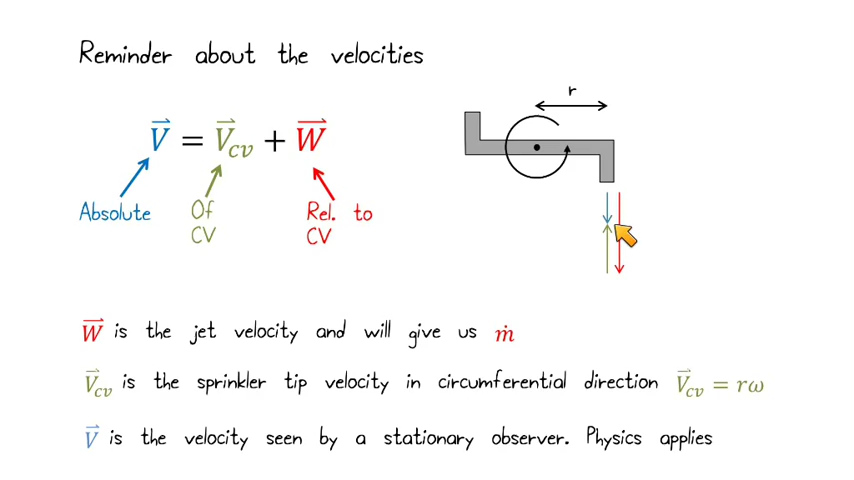 Reminder about the velocities
r
V⃗ = V⃗cv + W⃗
Absolute
Of
CV
Rel. to
CV
W⃗ is the jet velocity and will give us ṁ
V⃗cv is the sprinkler tip velocity in circumferential direction V⃗cv = rω
V⃗ is the velocity seen by a stationary observer. Physics applies